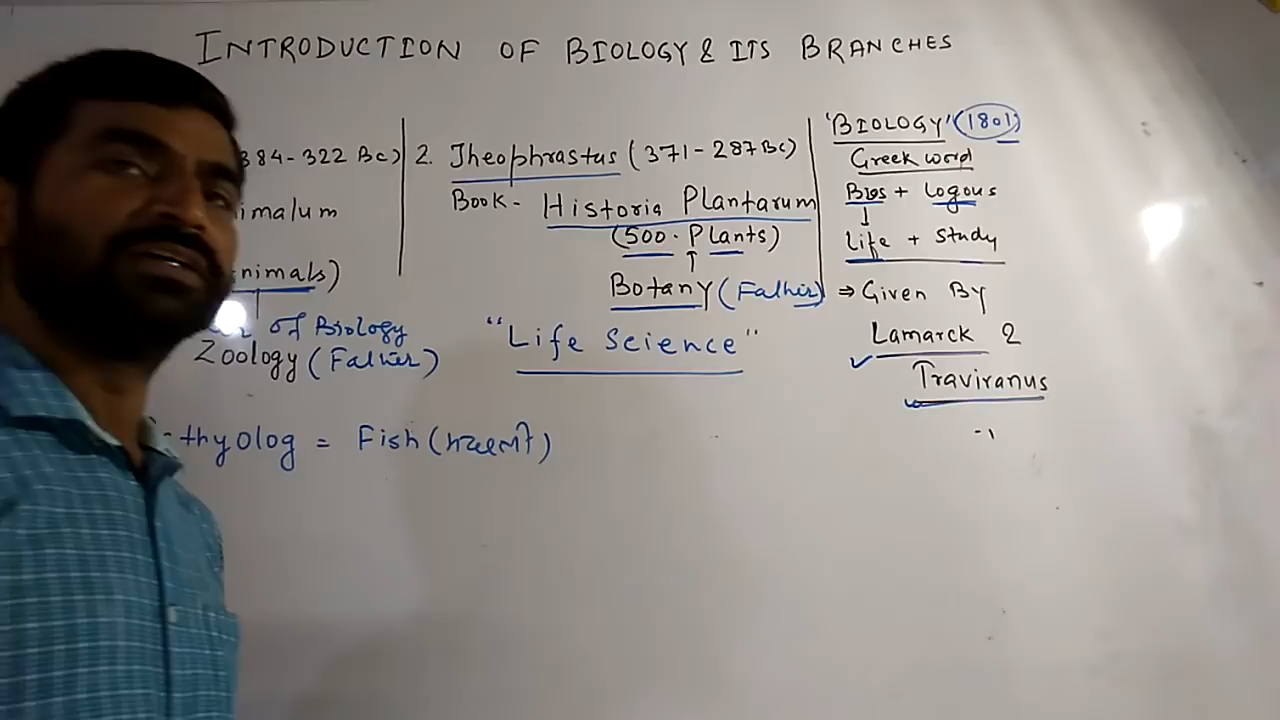 INTRODUCTION OF BIOLOGY & ITS BRANCHES
384-322 BC)
imalum
nimals)
of Biology
Zoology (Father)
2. Theophrastus (371-287 BC)
Book - Historia Plantarum
(500 Plants)
↑
Botany (Father)
"Life Science"
'BIOLOGY' (1801)
Greek word
Bios + logous
↓
Life + Study
⇒ Given By
Lamarck &
Traviranus
-thyOlog = Fish (मछली)